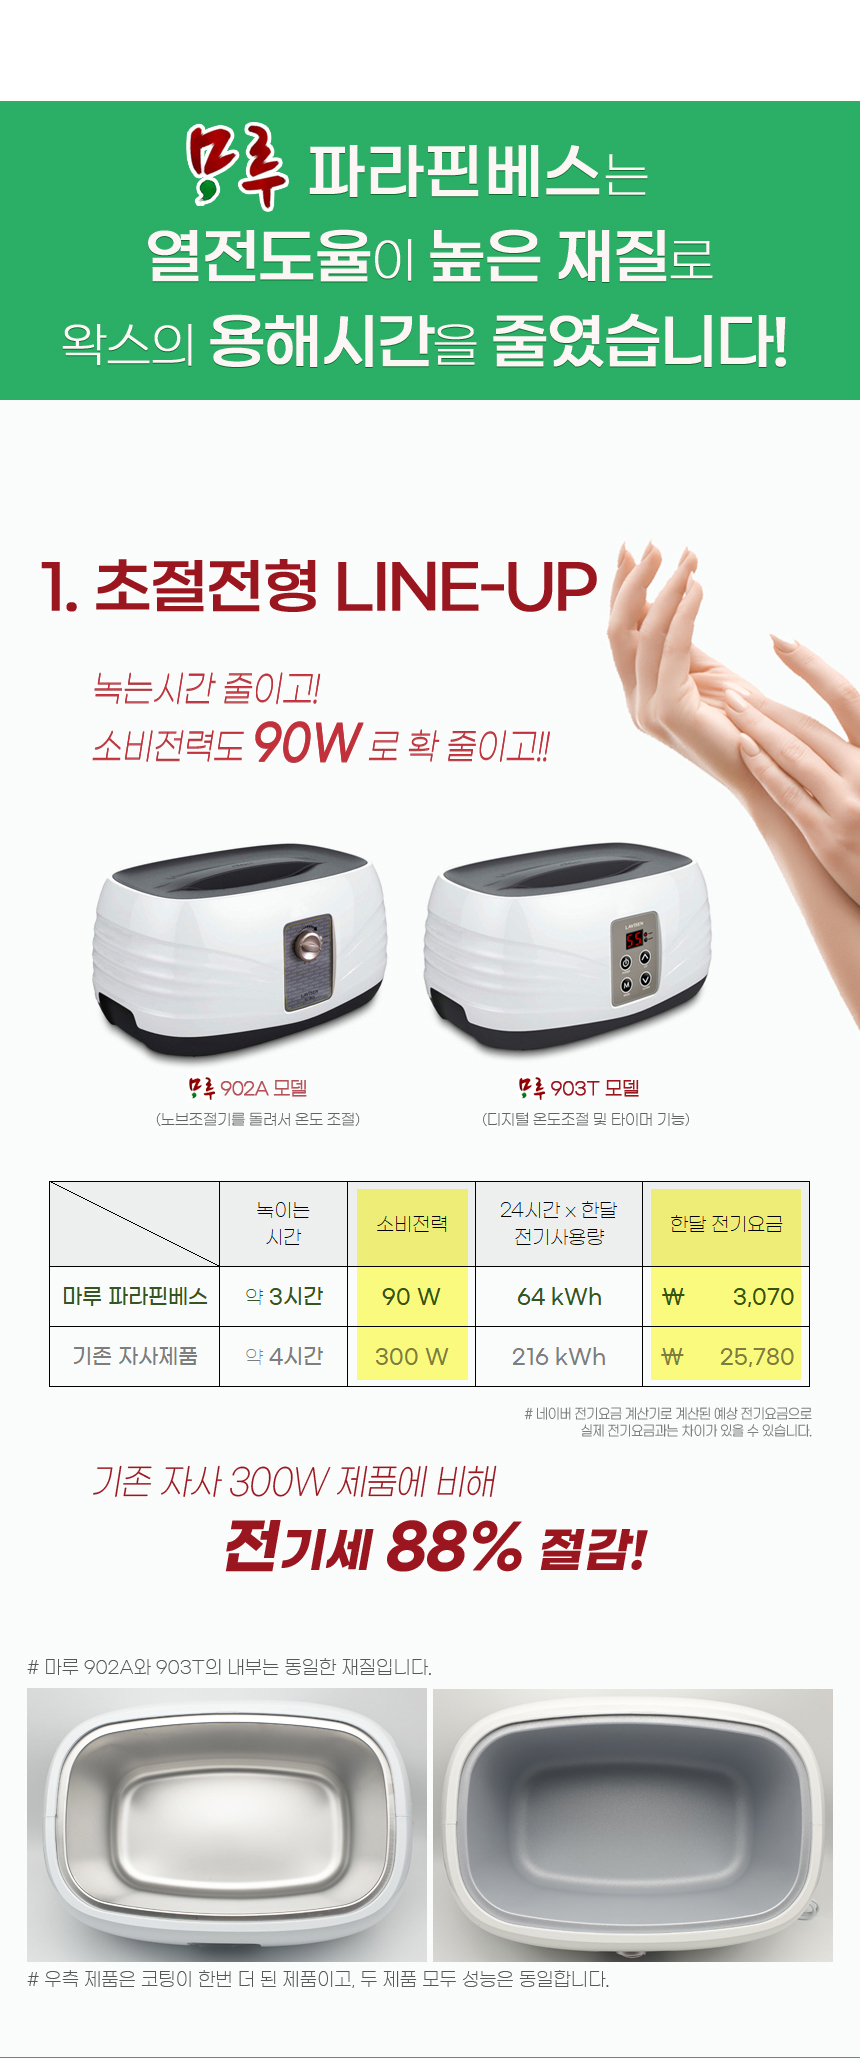 마루 파라핀베스는
열전도율이 높은 재질로
왁스의 용해시간을 줄였습니다!
1. 초절전형 LINE-UP
녹는시간 줄이고!
소비전력도 90W 로 확 줄이고!!
LAVISEN
LAVISEN
55
M
마루 902A 모델
마루 903T 모델
(노브조절기를 돌려서 온도 조절)
(디지털 온도조절 및 타이머 기능)
녹이는 시간
소비전력
24시간 x 한달 전기사용량
한달 전기요금
마루 파라핀베스 약 3시간 90 W 64 kWh ₩ 3,070
기존 자사제품 약 4시간 300 W 216 kWh ₩ 25,780
# 네이버 전기요금 계산기로 계산된 예상 전기요금으로
실제 전기요금과는 차이가 있을 수 있습니다.
기존 자사 300W 제품에 비해
전기세 88% 절감!
# 마루 902A와 903T의 내부는 동일한 재질입니다.
# 우측 제품은 코팅이 한번 더 된 제품이고, 두 제품 모두 성능은 동일합니다.